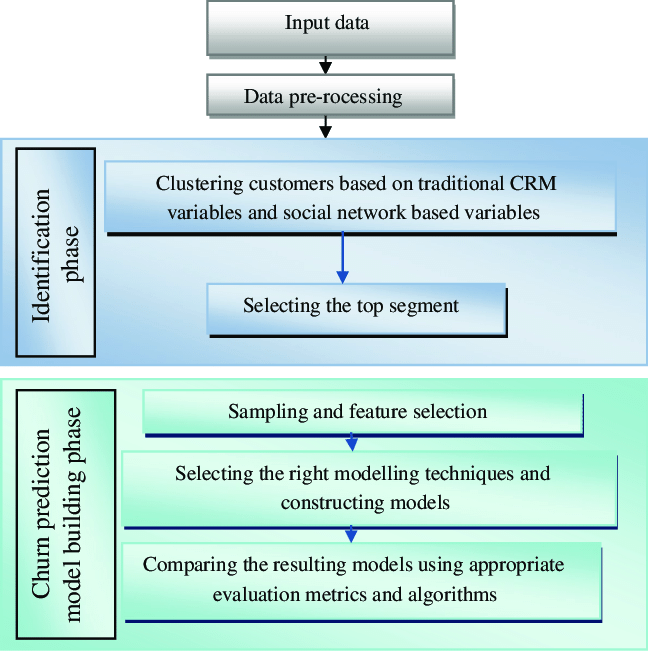 Input data
Data pre-rocessing
Identification
phase
Clustering customers based on traditional CRM
variables and social network based variables
Selecting the top segment
Churn prediction
model building phase
Sampling and feature selection
Selecting the right modelling techniques and
constructing models
Comparing the resulting models using appropriate
evaluation metrics and algorithms